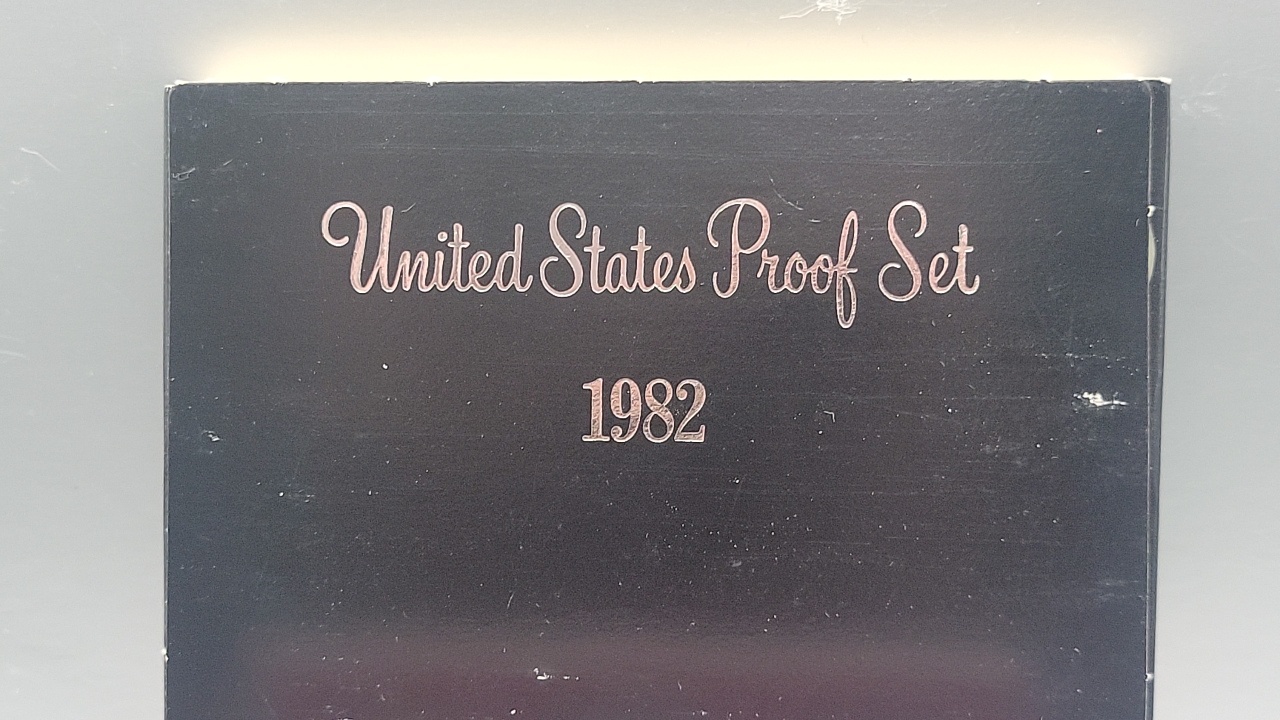 United States Proof Set
1982